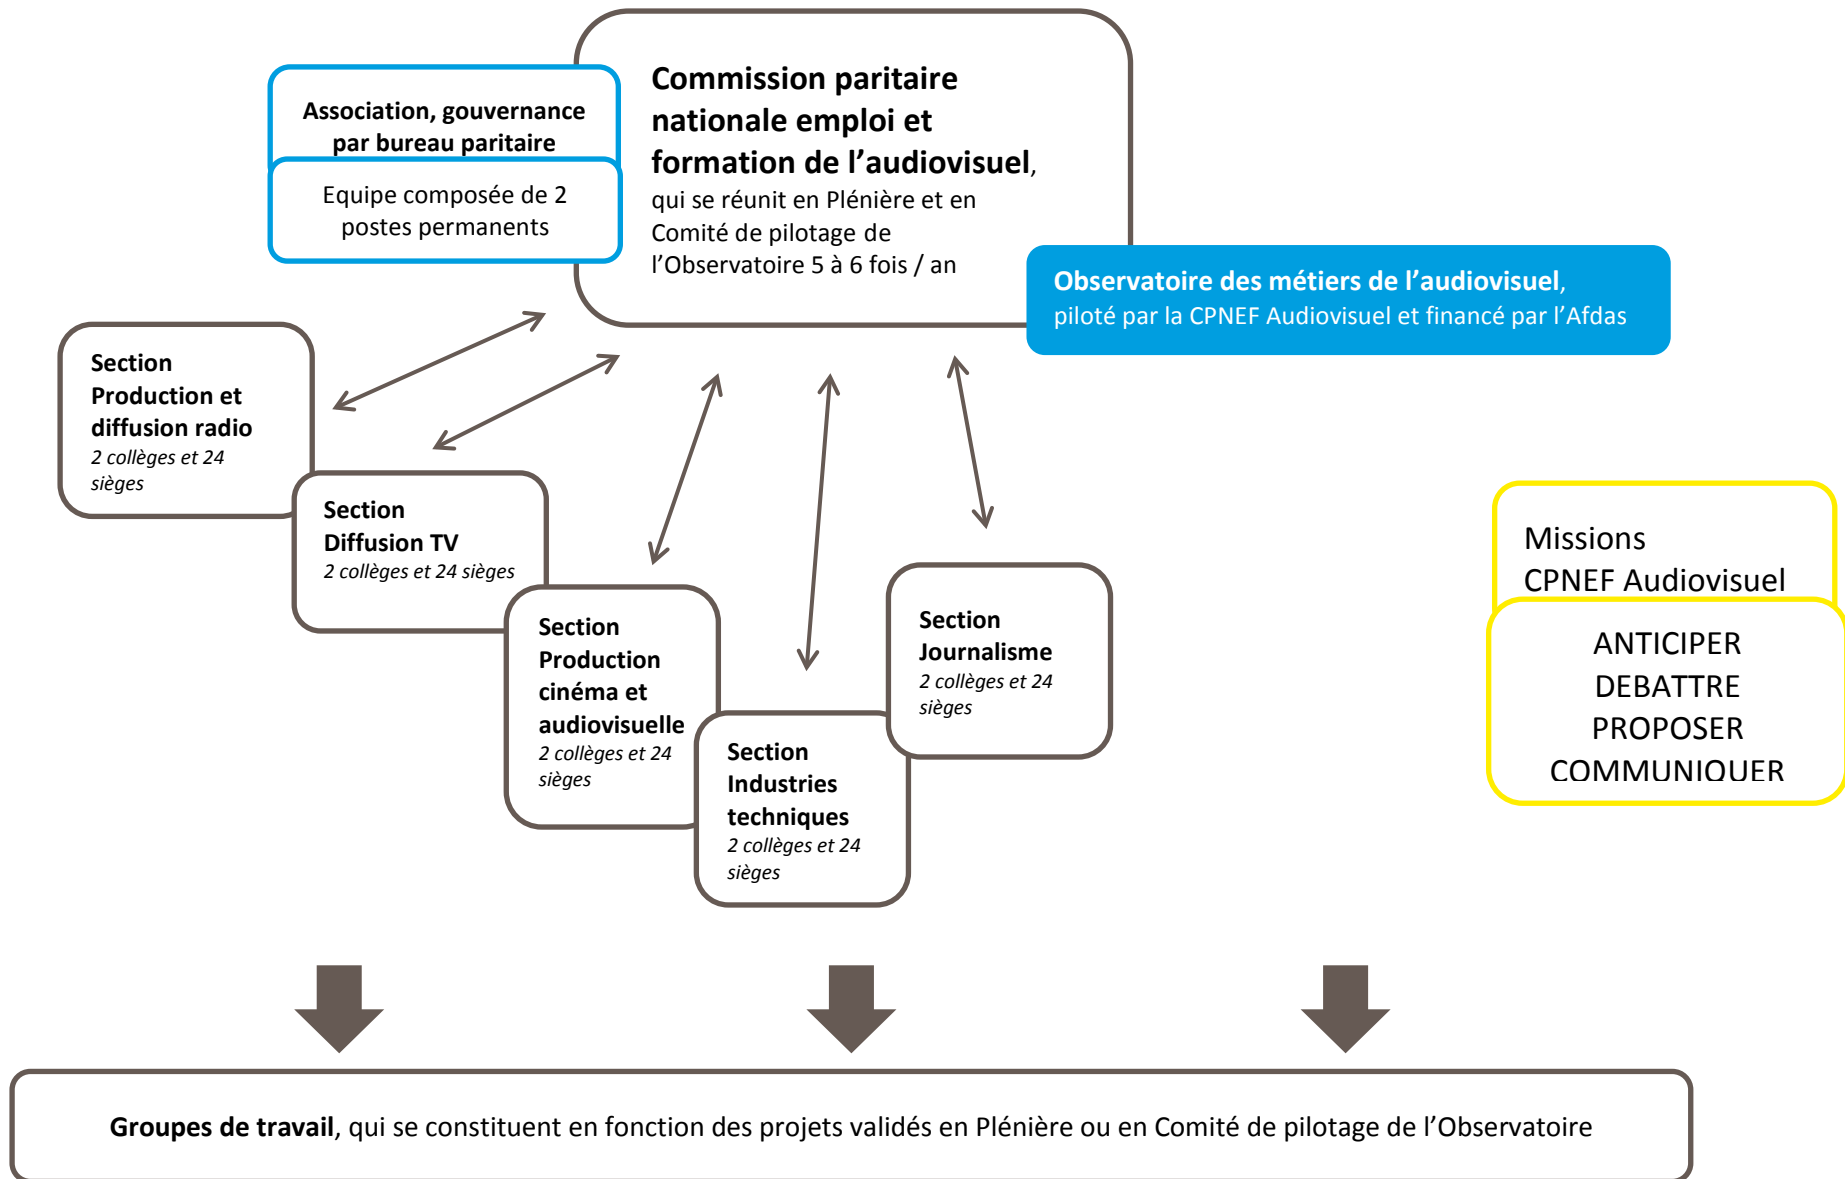 Association, gouvernance
par bureau paritaire
Equipe composée de 2
postes permanents
Commission paritaire
nationale emploi et
formation de l’audiovisuel,
qui se réunit en Plénière et en
Comité de pilotage de
l’Observatoire 5 à 6 fois / an
Observatoire des métiers de l’audiovisuel,
piloté par la CPNEF Audiovisuel et financé par l’Afdas
Section
Production et
diffusion radio
2 collèges et 24
sièges
Section
Diffusion TV
2 collèges et 24 sièges
Section
Production
cinéma et
audiovisuelle
2 collèges et 24
sièges
Section
Industries
techniques
2 collèges et 24
sièges
Section
Journalisme
2 collèges et 24
sièges
Missions
CPNEF Audiovisuel
ANTICIPER
DEBATTRE
PROPOSER
COMMUNIQUER
Groupes de travail, qui se constituent en fonction des projets validés en Plénière ou en Comité de pilotage de l’Observatoire